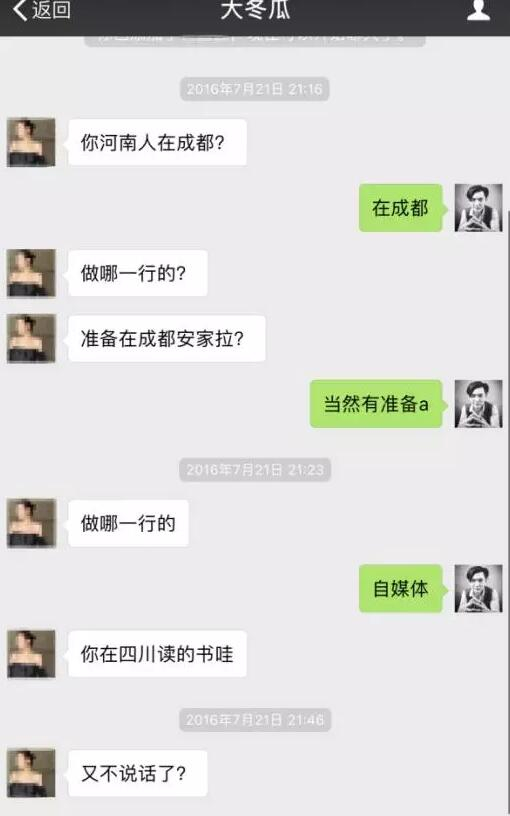 返回
大冬瓜
2016年7月21日 21:16
你河南人在成都？
在成都
做哪一行的？
准备在成都安家拉？
当然有准备a
2016年7月21日 21:23
做哪一行的
自媒体
你在四川读的书哇
2016年7月21日 21:46
又不说话了？